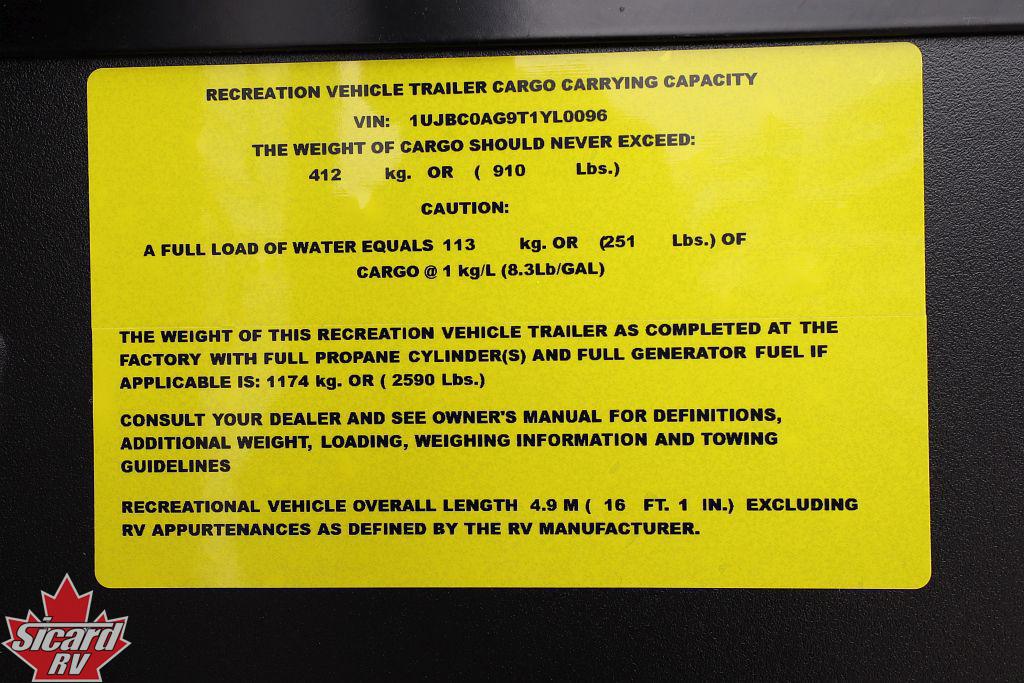 RECREATION VEHICLE TRAILER CARGO CARRYING CAPACITY
VIN: 1UJBC0AG9T1YL0096
THE WEIGHT OF CARGO SHOULD NEVER EXCEED:
412 kg. OR ( 910 Lbs.)
CAUTION:
A FULL LOAD OF WATER EQUALS 113 kg. OR (251 Lbs.) OF
CARGO @ 1 kg/L (8.3Lb/GAL)
THE WEIGHT OF THIS RECREATION VEHICLE TRAILER AS COMPLETED AT THE
FACTORY WITH FULL PROPANE CYLINDER(S) AND FULL GENERATOR FUEL IF
APPLICABLE IS: 1174 kg. OR ( 2590 Lbs.)
CONSULT YOUR DEALER AND SEE OWNER'S MANUAL FOR DEFINITIONS,
ADDITIONAL WEIGHT, LOADING, WEIGHING INFORMATION AND TOWING
GUIDELINES
RECREATIONAL VEHICLE OVERALL LENGTH 4.9 M ( 16 FT. 1 IN.) EXCLUDING
RV APPURTENANCES AS DEFINED BY THE RV MANUFACTURER.
Sicard
RV